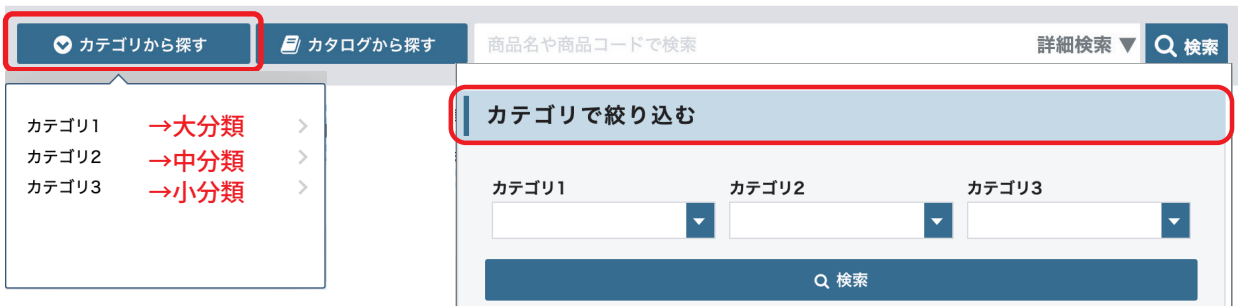 カテゴリから探す カタログから探す 商品名や商品コードで検索 詳細検索 ▼ 検索
カテゴリで絞り込む
カテゴリ1 →大分類
カテゴリ2 →中分類
カテゴリ3 →小分類
カテゴリ1 カテゴリ2 カテゴリ3
検索